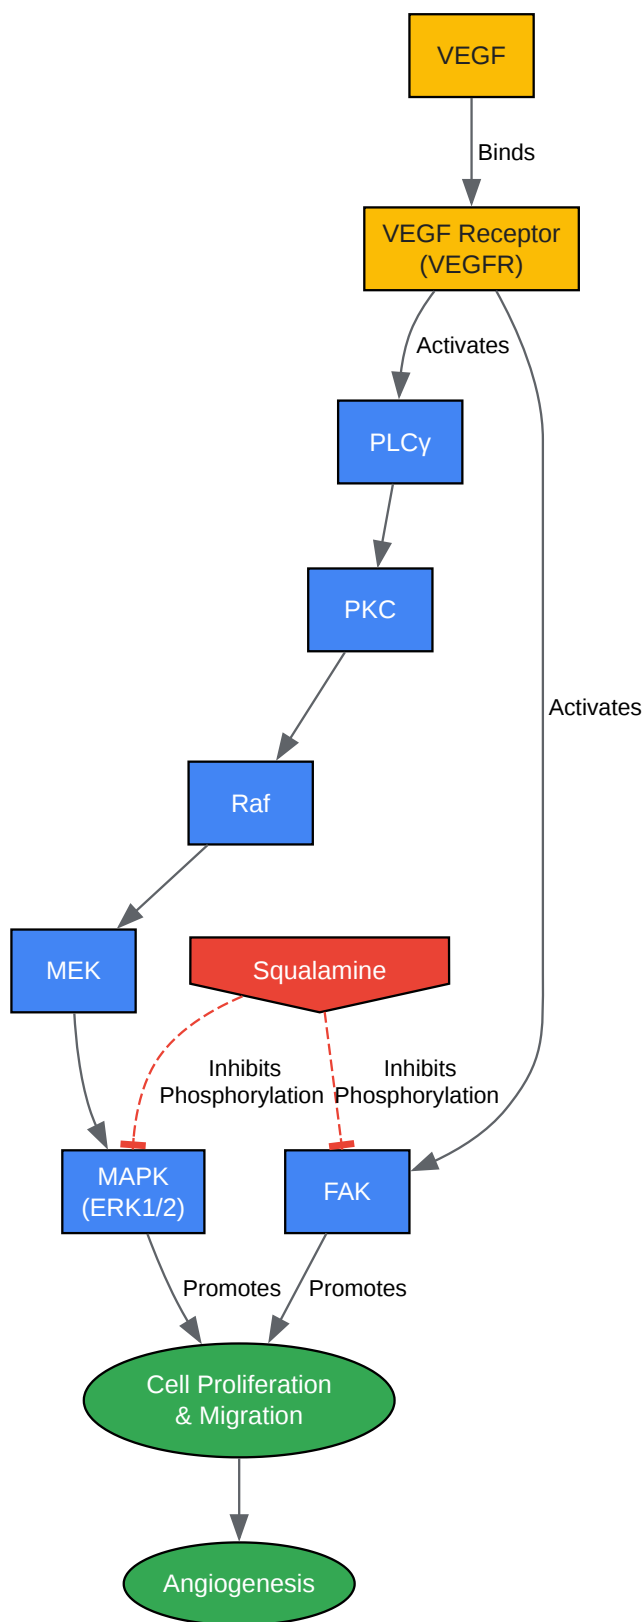 VEGF
Binds
VEGF Receptor
(VEGFR)
Activates
PLCγ
PKC
Activates
Raf
MEK
Squalamine
Inhibits
Phosphorylation
Inhibits
Phosphorylation
MAPK
(ERK1/2)
FAK
Promotes
Promotes
Cell Proliferation
& Migration
Angiogenesis